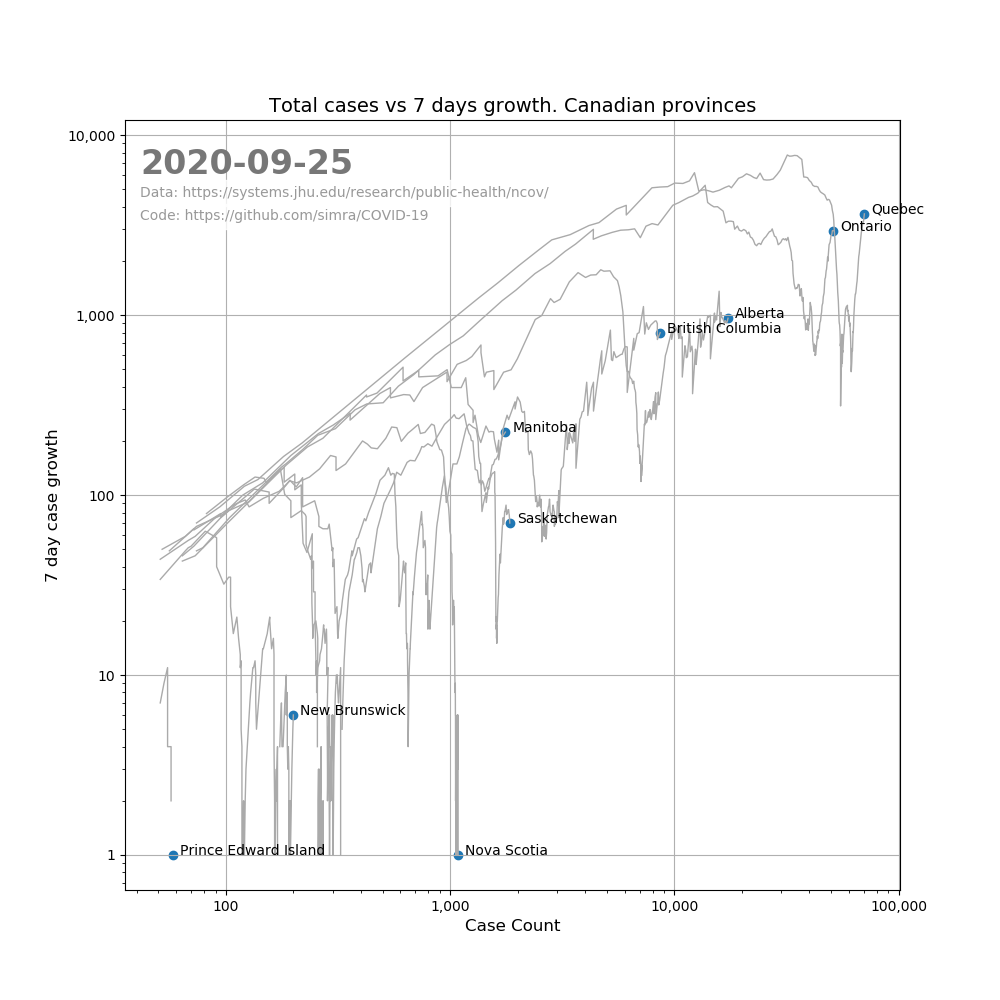 Total cases vs 7 days growth. Canadian provinces
10,000
2020-09-25
Data: https://systems.jhu.edu/research/public-health/ncov/
Code: https://github.com/simra/COVID-19
Quebec
Ontario
1,000
Alberta
British Columbia
Manitoba
100
Saskatchewan
7 day case growth
10
New Brunswick
1
Prince Edward Island
Nova Scotia
100
1,000
10,000
100,000
Case Count